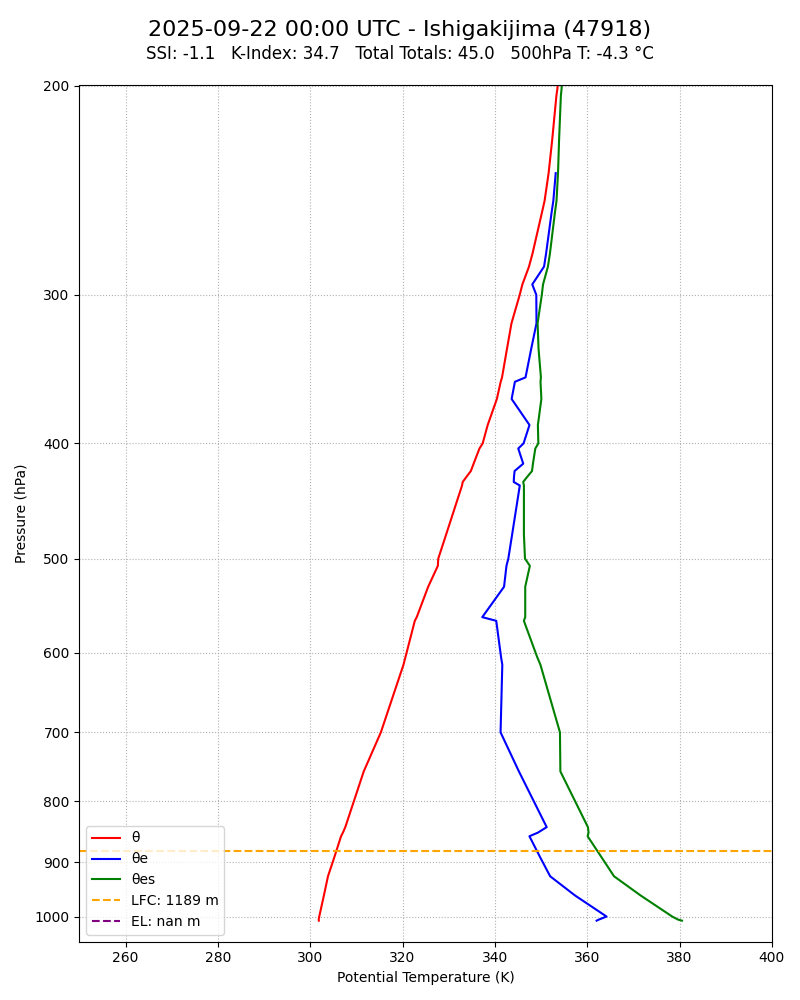 2025-09-22 00:00 UTC - Ishigakijima (47918)
SSI: -1.1   K-Index: 34.7   Total Totals: 45.0   500hPa T: -4.3 °C
200
300
400
500
600
700
800
900
1000
Pressure (hPa)
θ
θe
θes
LFC: 1189 m
EL: nan m
260 280 300 320 340 360 380 400
Potential Temperature (K)